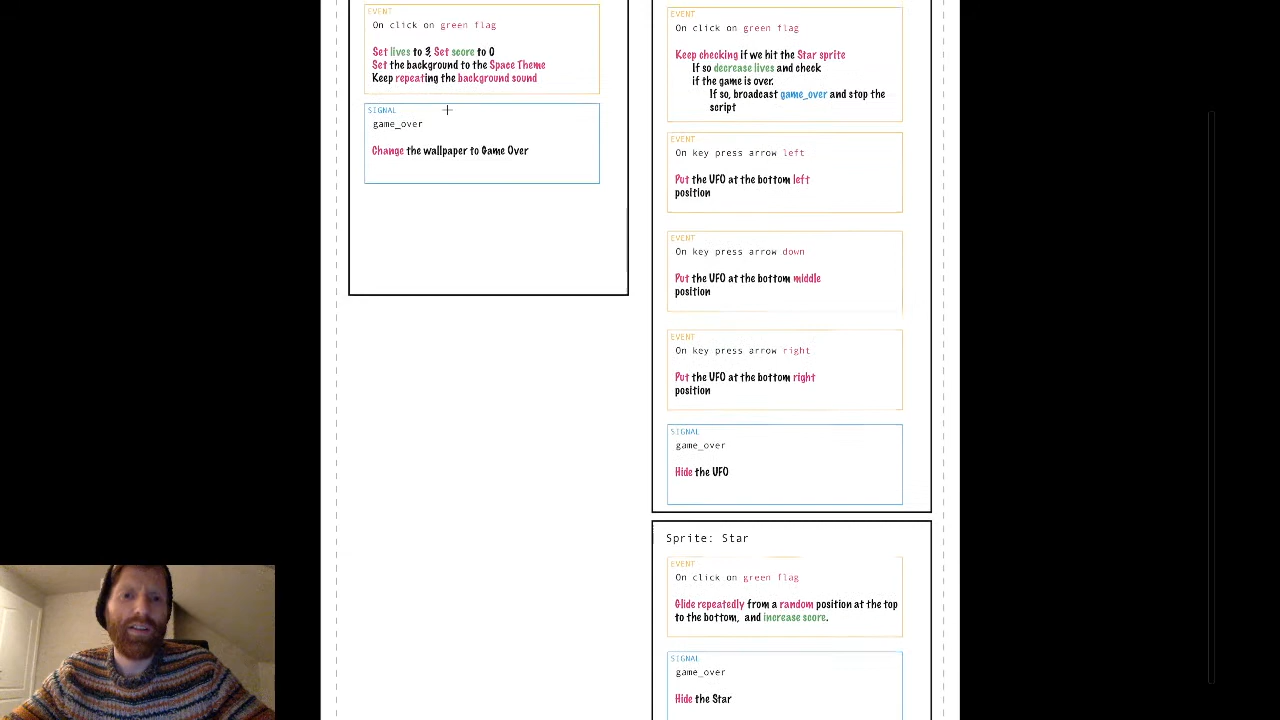 EVENT
On click on green flag
Set lives to 3, Set score to 0
Set the background to the Space Theme
Keep repeating the background sound
SIGNAL
game_over
Change the wallpaper to Game Over
EVENT
On click on green flag
Keep checking if we hit the Star sprite
If so decrease lives and check
if the game is over.
If so, broadcast game_over and stop the
script
EVENT
On key press arrow left
Put the UFO at the bottom left
position
EVENT
On key press arrow down
Put the UFO at the bottom middle
position
EVENT
On key press arrow right
Put the UFO at the bottom right
position
SIGNAL
game_over
Hide the UFO
Sprite: Star
EVENT
On click on green flag
Glide repeatedly from a random position at the top
to the bottom, and increase score.
SIGNAL
game_over
Hide the Star